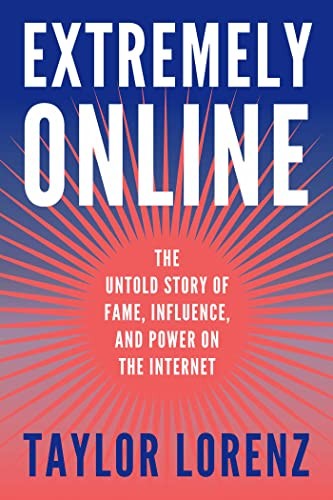 EXTREMELY
ONLINE
THE
UNTOLD STORY OF
FAME, INFLUENCE,
AND POWER ON
THE INTERNET
TAYLOR LORENZ